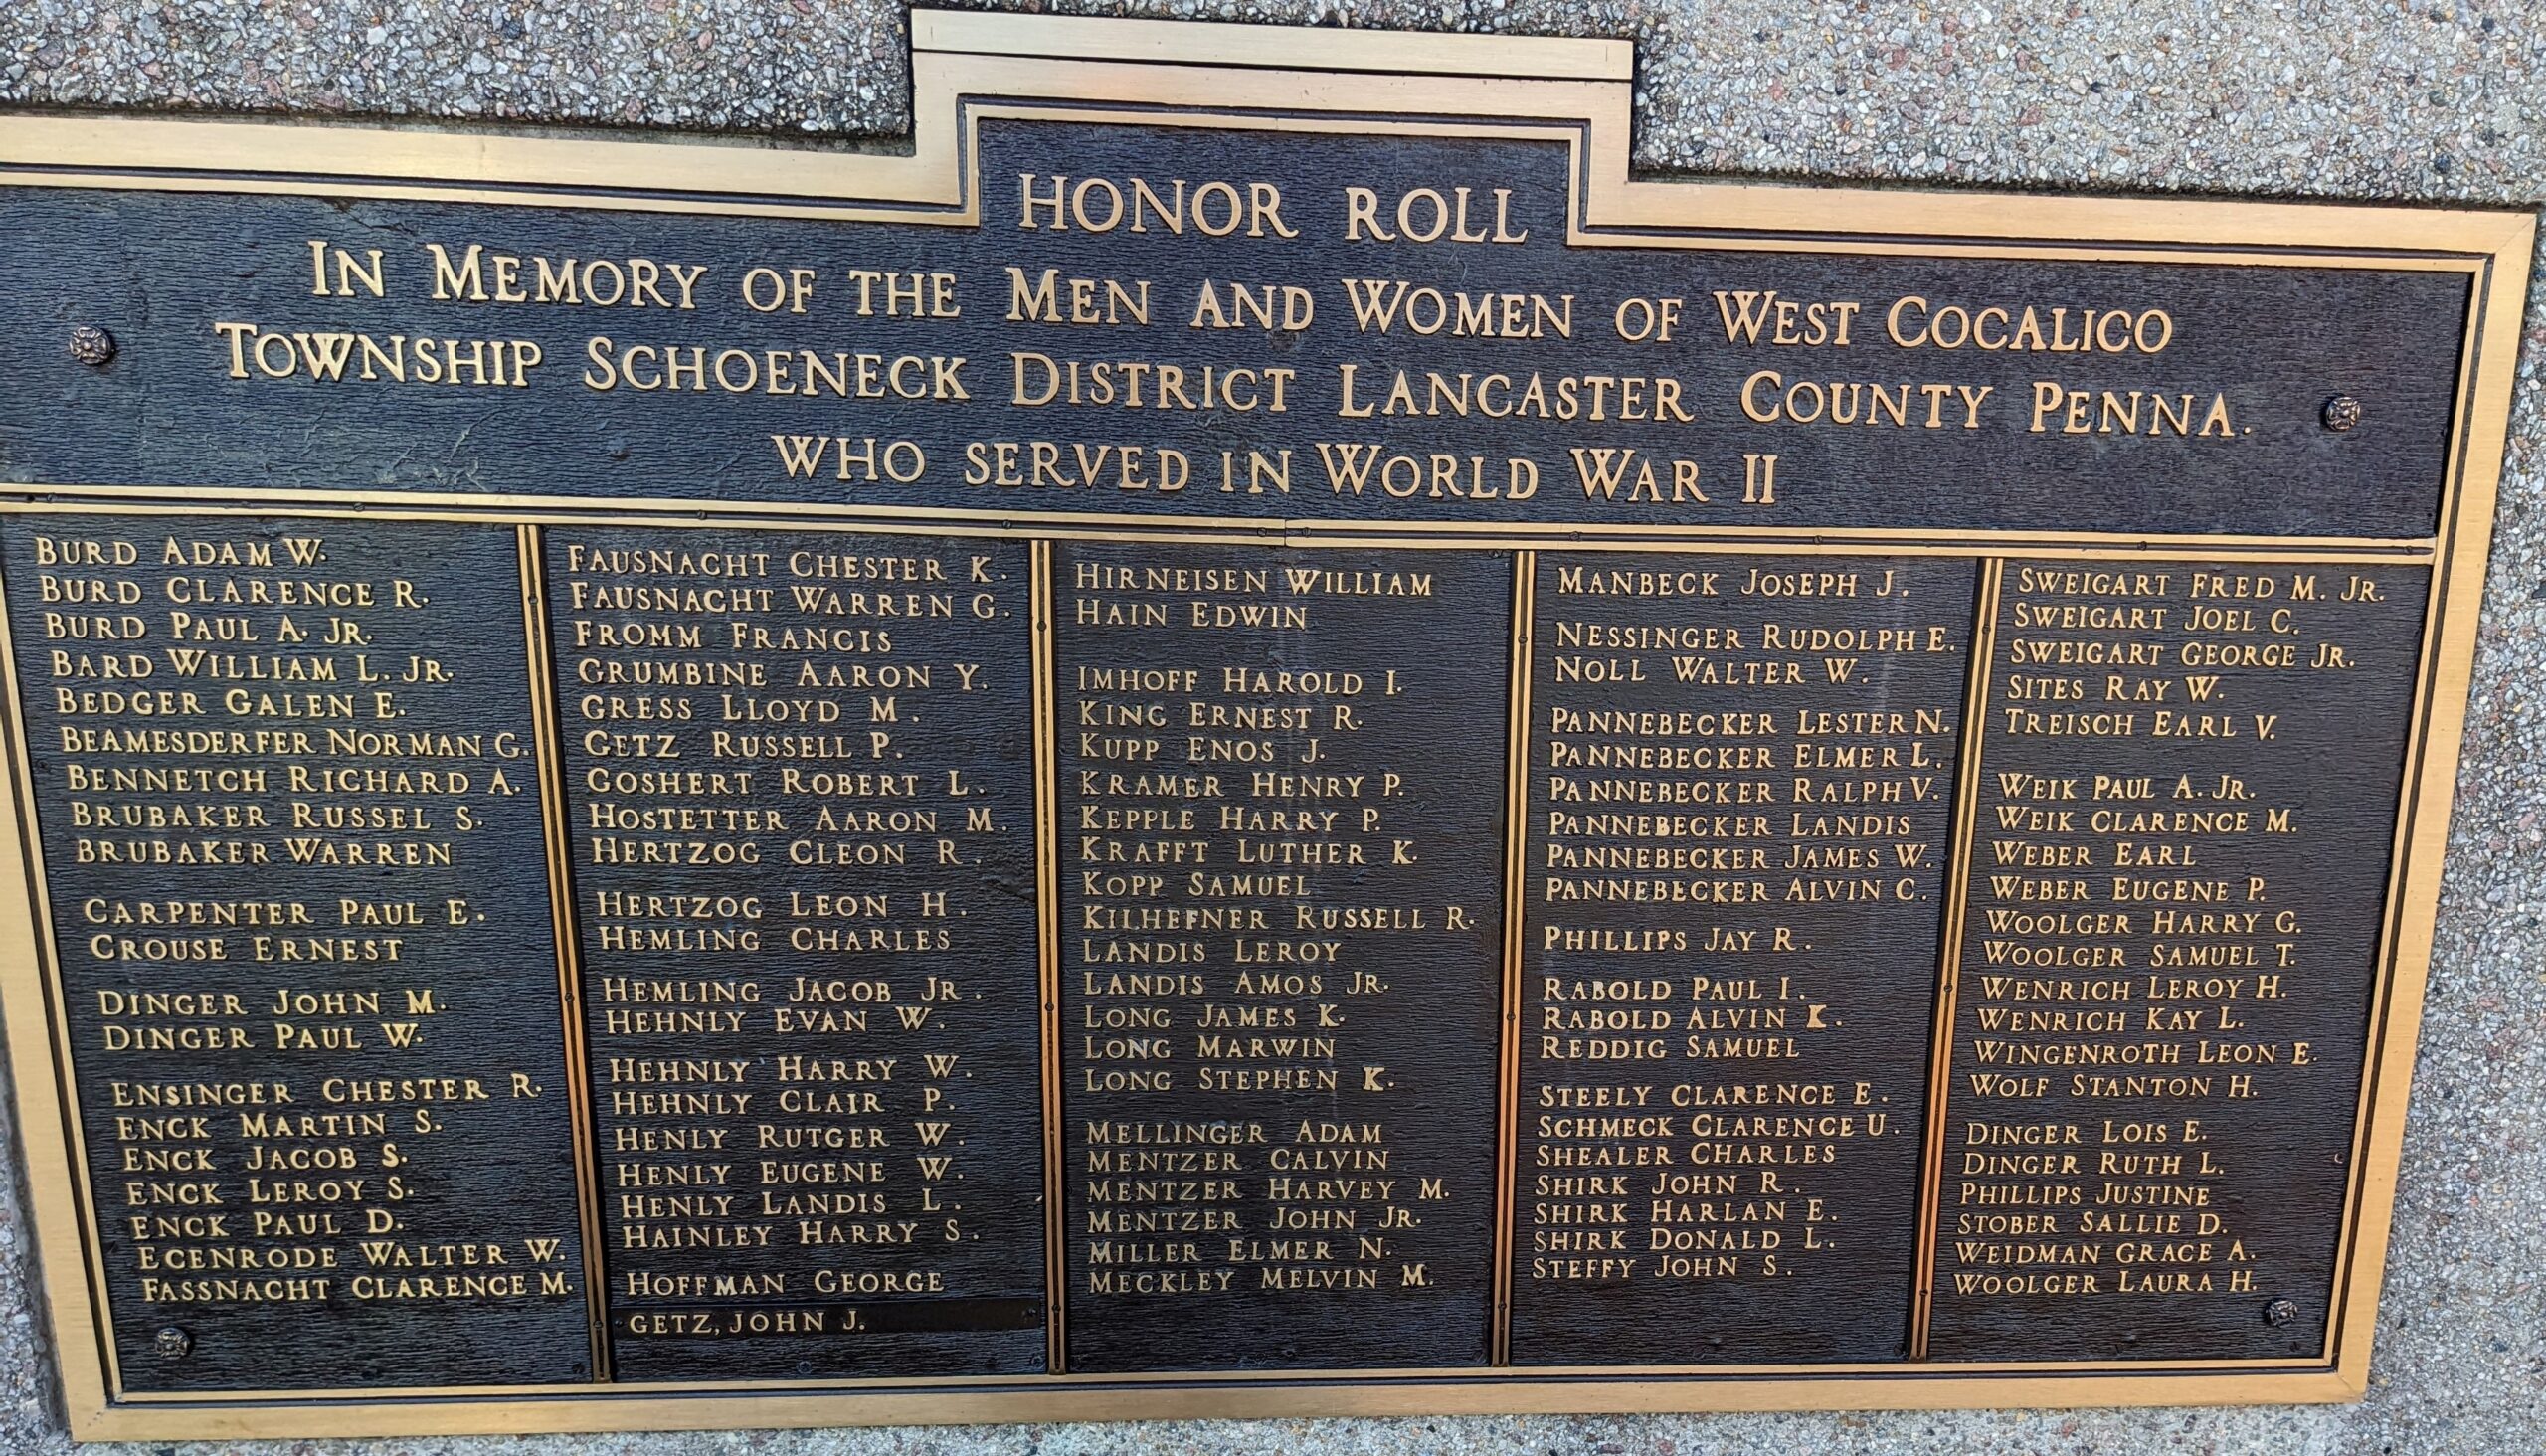 HONOR ROLL
IN MEMORY OF THE MEN AND WOMEN OF WEST COCALICO
TOWNSHIP SCHOENECK DISTRICT LANCASTER COUNTY PENNA.
WHO SERVED IN WORLD WAR II
BURD ADAM W.
BURD CLARENCE R.
BURD PAUL A. JR.
BARD WILLIAM L. JR.
BEDGER GALEN E.
BEAMESDERFER NORMAN G.
BENNETCH RICHARD A.
BRUBAKER RUSSEL S.
BRUBAKER WARREN
CARPENTER PAUL E.
CROUSE ERNEST
DINGER JOHN M.
DINGER PAUL W.
ENSINGER CHESTER R.
ENCK MARTIN S.
ENCK JACOB S.
ENCK LEROY S.
ENCK PAUL D.
ECENRODE WALTER W.
FASSNACHT CLARENCE M.
FAUSNACHT CHESTER K.
FAUSNACHT WARREN G.
FROMM FRANCIS
GRUMBINE AARON Y.
GRESS LLOYD M.
GETZ RUSSELL P.
GOSHERT ROBERT L.
HOSTETTER AARON M.
HERTZOG CLEON R.
HERTZOG LEON H.
HEMLING CHARLES
HEMLING JACOB JR.
HEHNLY EVAN W.
HEHNLY HARRY W.
HEHNLY CLAIR P.
HENLY RUTGER W.
HENLY EUGENE W.
HENLY LANDIS L.
HAINLEY HARRY S.
HOFFMAN GEORGE
GETZ, JOHN J.
HIRNEISEN WILLIAM
HAIN EDWIN
IMHOFF HAROLD I.
KING ERNEST R.
KUPP ENOS J.
KRAMER HENRY P.
KEPPLE HARRY P.
KRAFFT LUTHER K.
KOPP SAMUEL
KILHEFNER RUSSELL R.
LANDIS LEROY
LANDIS AMOS JR.
LONG JAMES K.
LONG MARWIN
LONG STEPHEN K.
MELLINGER ADAM
MENTZER CALVIN
MENTZER HARVEY M.
MENTZER JOHN JR.
MILLER ELMER N.
MECKLEY MELVIN M.
MANBECK JOSEPH J.
NESSINGER RUDOLPH E.
NOLL WALTER W.
PANNEBECKER LESTER N.
PANNEBECKER ELMER L.
PANNEBECKER RALPH V.
PANNEBECKER LANDIS
PANNEBECKER JAMES W.
PANNEBECKER ALVIN C.
PHILLIPS JAY R.
RABOLD PAUL I.
RABOLD ALVIN K.
REDDIG SAMUEL
STEELY CLARENCE E.
SCHMECK CLARENCE U.
SHEALER CHARLES
SHIRK JOHN R.
SHIRK HARLAN E.
SHIRK DONALD L.
STEFFY JOHN S.
SWEIGART FRED M. JR.
SWEIGART JOEL C.
SWEIGART GEORGE JR.
SITES RAY W.
TREISCH EARL V.
WEIK PAUL A. JR.
WEIK CLARENCE M.
WEBER EARL
WEBER EUGENE P.
WOOLGER HARRY G.
WOOLGER SAMUEL T.
WENRICH LEROY H.
WENRICH KAY L.
WINGENROTH LEON E.
WOLF STANTON H.
DINGER LOIS E.
DINGER RUTH L.
PHILLIPS JUSTINE
STOBER SALLIE D.
WEIDMAN GRACE A.
WOOLGER LAURA H.